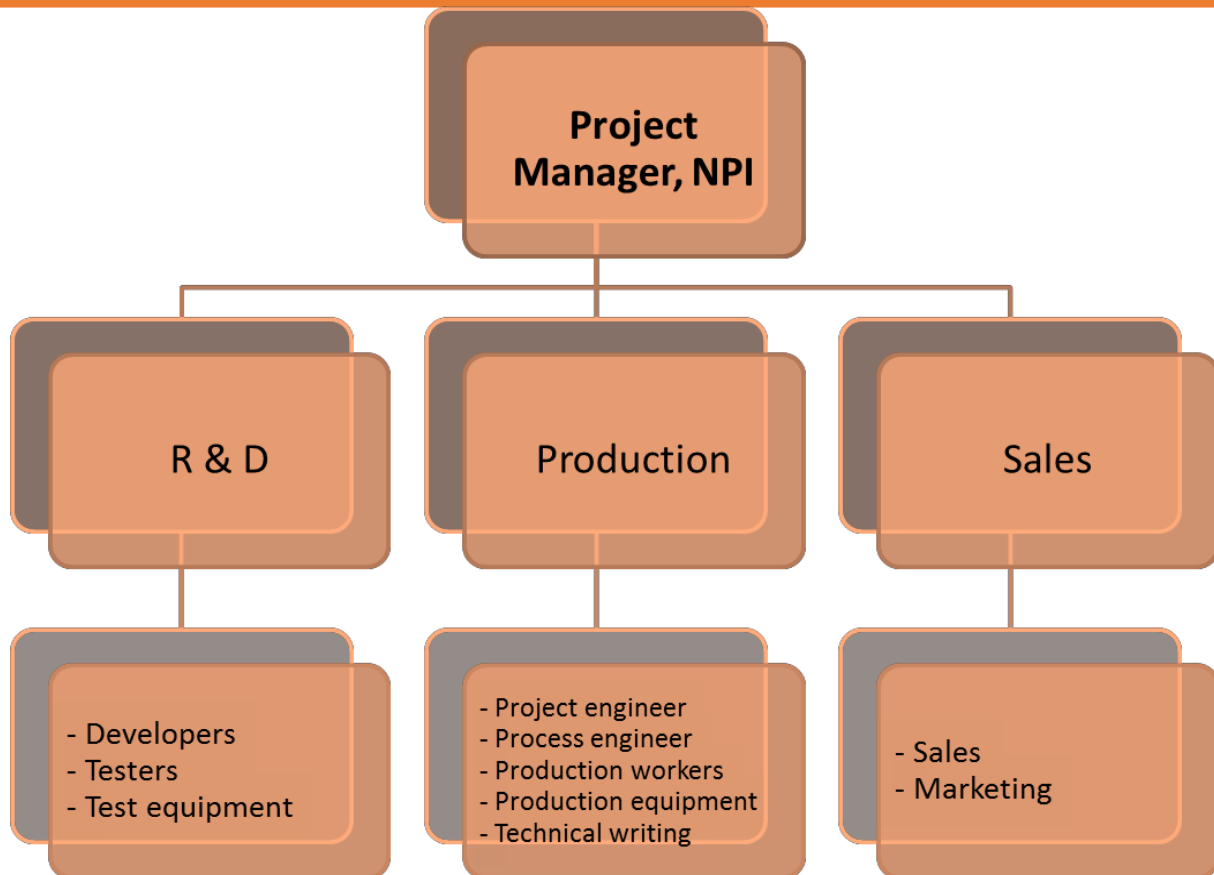 Project
Manager, NPI
R & D
Production
Sales
- Developers
- Testers
- Test equipment
- Project engineer
- Process engineer
- Production workers
- Production equipment
- Technical writing
- Sales
- Marketing